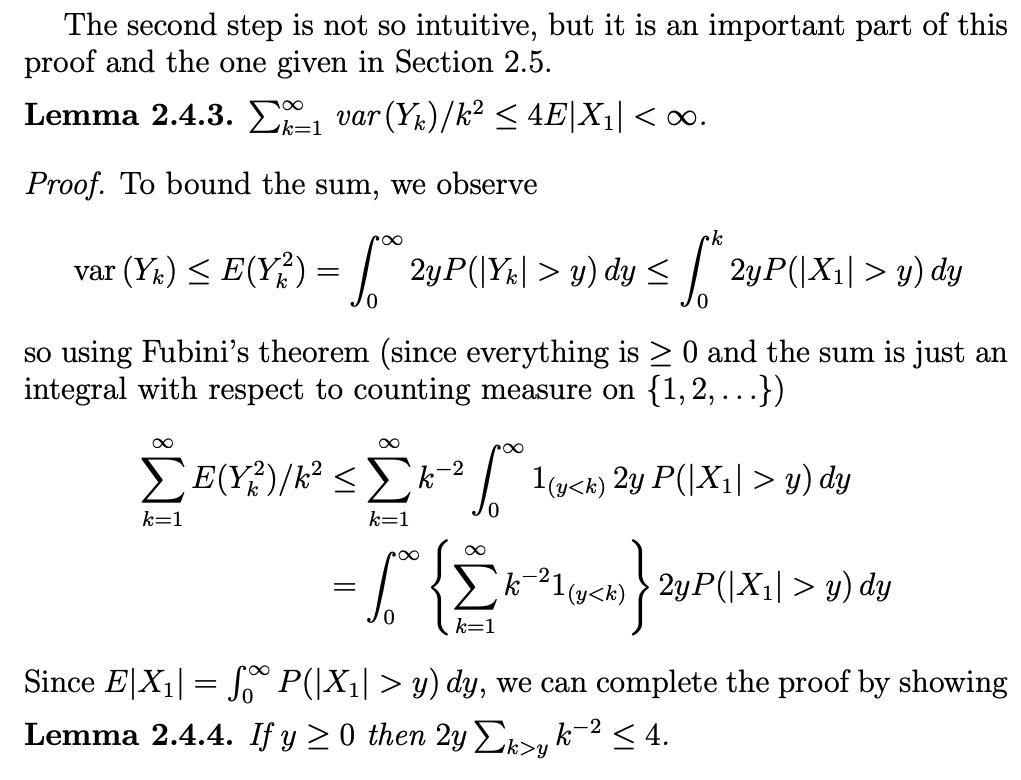 The second step is not so intuitive, but it is an important part of this
proof and the one given in Section 2.5.
Lemma 2.4.3. $\sum_{k=1}^{\infty} var(Y_k)/k^2 \le 4E|X_1| < \infty$.
Proof. To bound the sum, we observe
$$\text{var}(Y_k) \le E(Y_k^2) = \int_0^{\infty} 2yP(|Y_k| > y)\,dy \le \int_0^k 2yP(|X_1| > y)\,dy$$
so using Fubini's theorem (since everything is $\ge 0$ and the sum is just an
integral with respect to counting measure on $\{1, 2, \ldots\}$)
$$\sum_{k=1}^{\infty} E(Y_k^2)/k^2 \le \sum_{k=1}^{\infty} k^{-2} \int_0^{\infty} 1_{(y<k)}\, 2y\, P(|X_1| > y)\,dy$$
$$= \int_0^{\infty} \left\{ \sum_{k=1}^{\infty} k^{-2} 1_{(y<k)} \right\} 2yP(|X_1| > y)\,dy$$
Since $E|X_1| = \int_0^{\infty} P(|X_1| > y)\,dy$, we can complete the proof by showing
Lemma 2.4.4. If $y \ge 0$ then $2y \sum_{k>y} k^{-2} \le 4$.